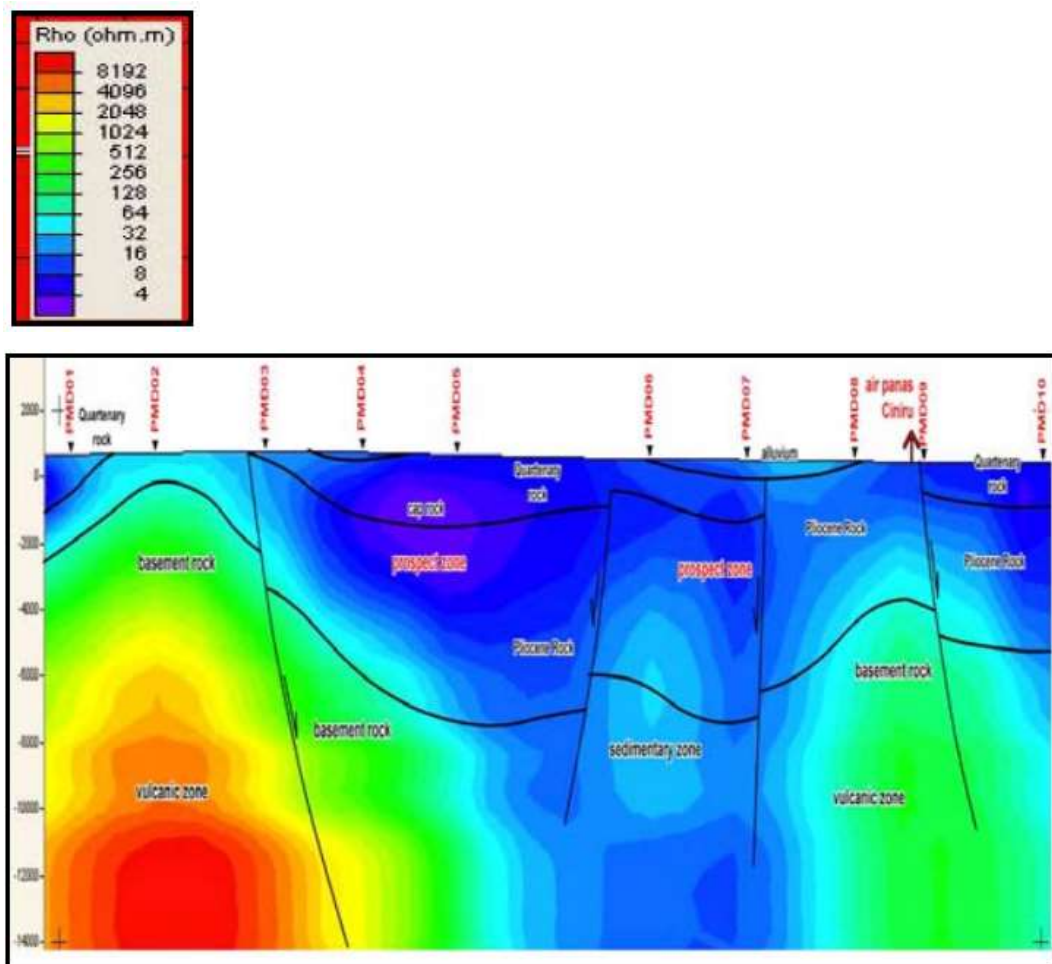 Rho (ohm.m)
8192
4096
2048
1024
512
256
128
64
32
16
8
4
PMD01
PMD02
PMD03
PMD04
PMD05
PMD06
PMD07
PMD08
PMD09
PMD10
air panas
Ciniru
2000
Quartenary
rock
alluvium
0
Quartenary
rock
Quartenary
rock
cap rock
Pliocene Rock
-2000
basement rock
prospect zone
prospect zone
Pliocene Rock
-4000
Pliocene Rock
basement rock
-6000
basement rock
sedimentary zone
-8000
vulcanic zone
vulcanic zone
-10000
-12000
-14000